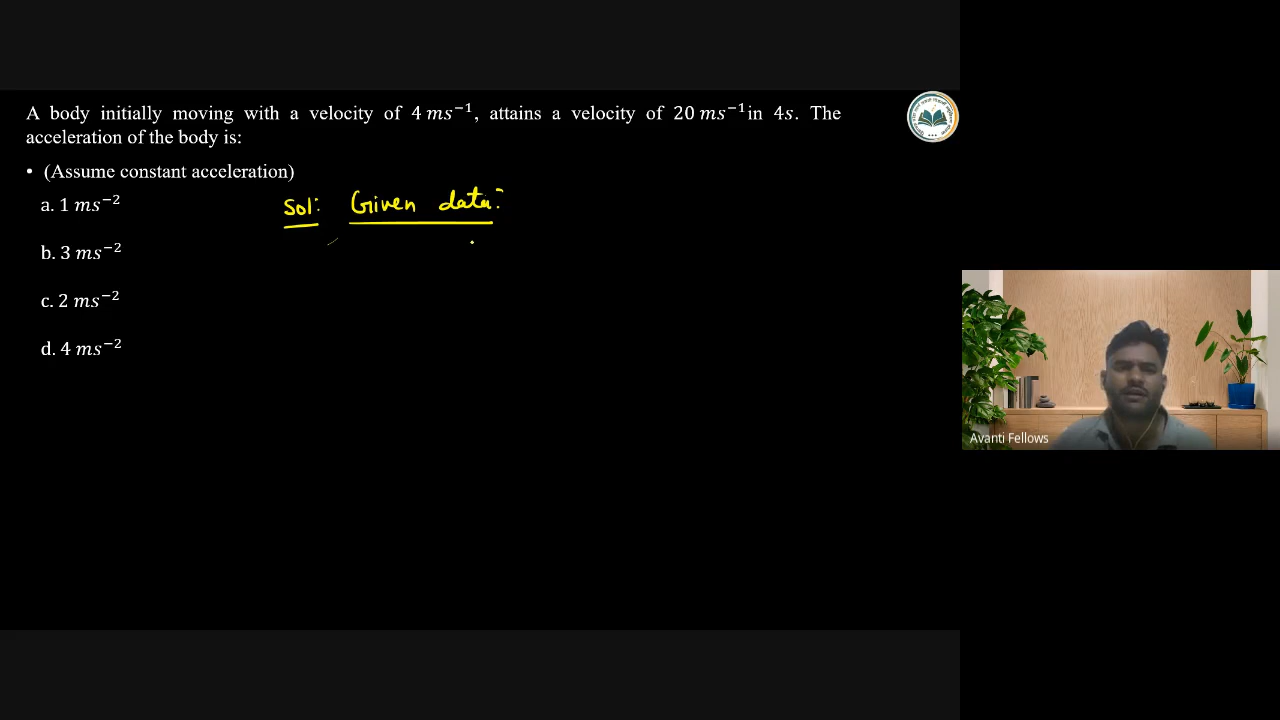 A body initially moving with a velocity of 4 ms⁻¹, attains a velocity of 20 ms⁻¹in 4s. The
acceleration of the body is:
• (Assume constant acceleration)
a. 1 ms⁻²
Sol: Given data:
b. 3 ms⁻²
c. 2 ms⁻²
d. 4 ms⁻²
Avanti Fellows